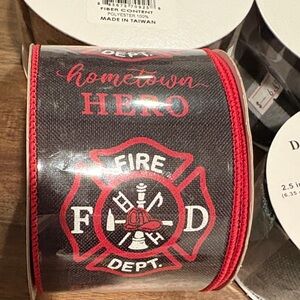 FIBER CONTENT
POLYESTER 100%
MADE IN TAIWAN
DEPT.
hometown
HERO
FIRE
F D
DEPT.
D
2.5 in